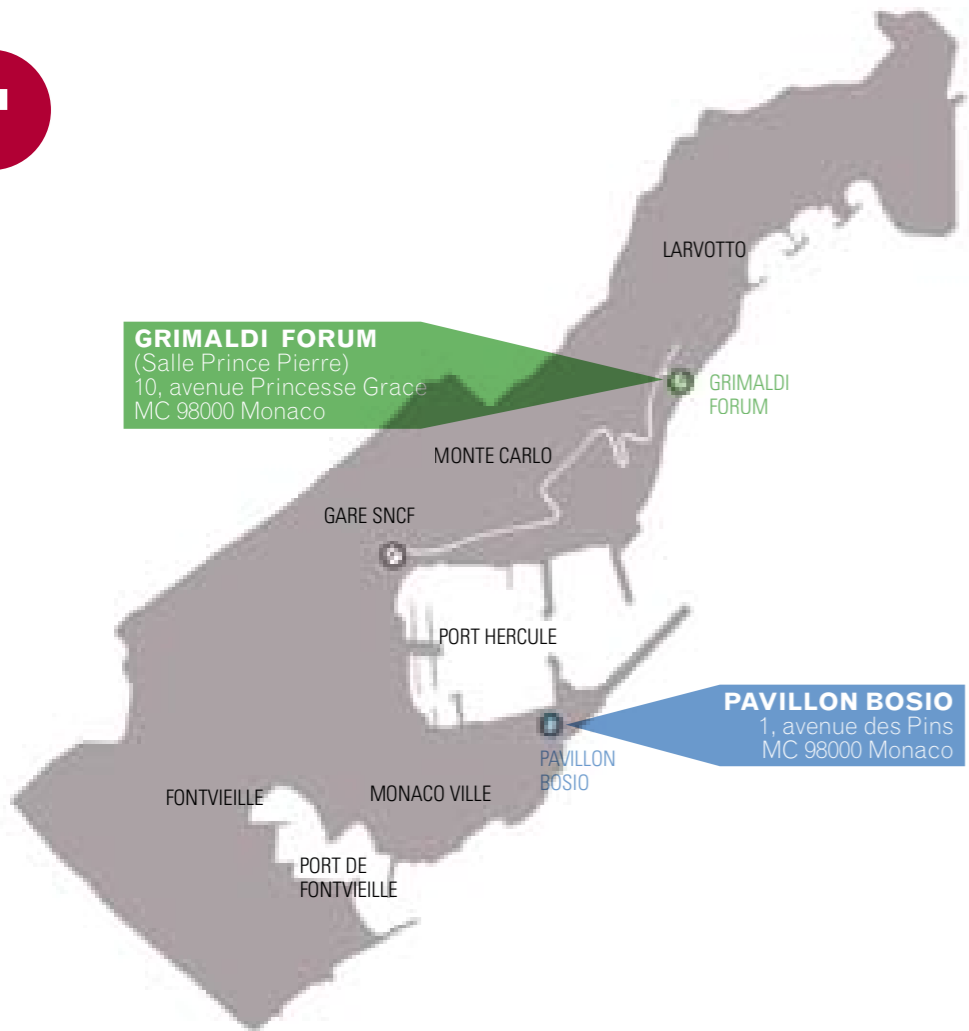 LARVOTTO
GRIMALDI FORUM
(Salle Prince Pierre)
10, avenue Princesse Grace
MC 98000 Monaco
GRIMALDI
FORUM
MONTE CARLO
GARE SNCF
PORT HERCULE
PAVILLON BOSIO
1, avenue des Pins
MC 98000 Monaco
PAVILLON
BOSIO
FONTVIEILLE
MONACO VILLE
PORT DE
FONTVIEILLE